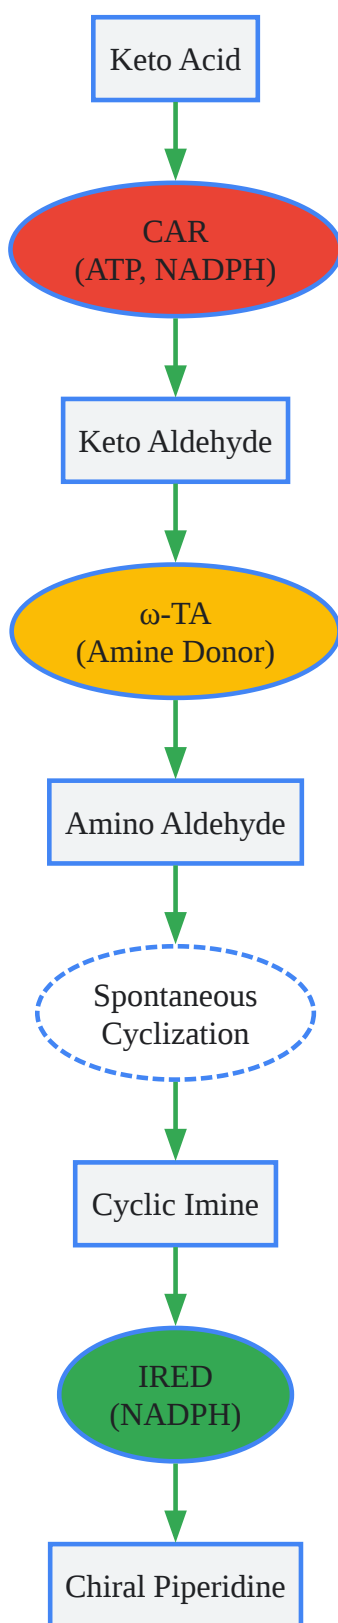 Keto Acid
CAR
(ATP, NADPH)
Keto Aldehyde
ω-TA
(Amine Donor)
Amino Aldehyde
Spontaneous
Cyclization
Cyclic Imine
IRED
(NADPH)
Chiral Piperidine